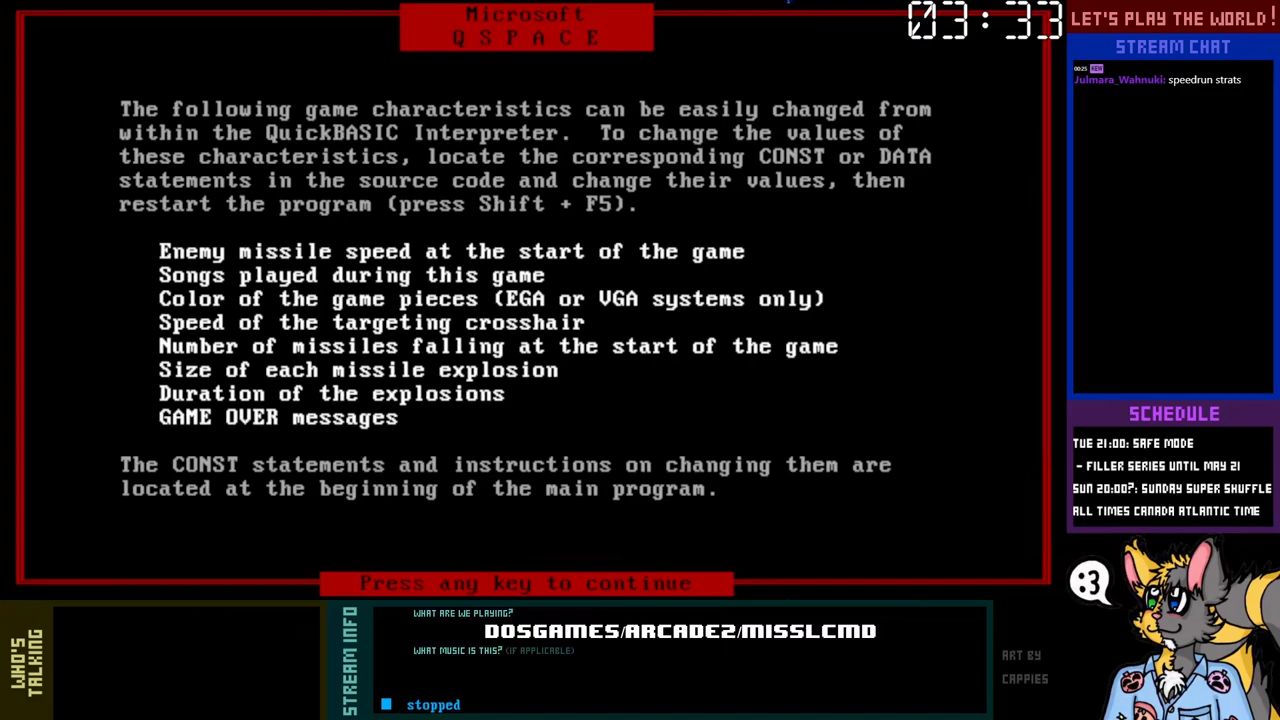 Microsoft
Q S P A C E
03:33
LET'S PLAY THE WORLD!
STREAM CHAT
00:25 NEW
Julmara_Wahnuki: speedrun strats
The following game characteristics can be easily changed from
within the QuickBASIC Interpreter.  To change the values of
these characteristics, locate the corresponding CONST or DATA
statements in the source code and change their values, then
restart the program (press Shift + F5).
Enemy missile speed at the start of the game
Songs played during this game
Color of the game pieces (EGA or VGA systems only)
Speed of the targeting crosshair
Number of missiles falling at the start of the game
Size of each missile explosion
Duration of the explosions
GAME OVER messages
The CONST statements and instructions on changing them are
located at the beginning of the main program.
Press any key to continue
SCHEDULE
TUE 21:00: SAFE MODE
- FILLER SERIES UNTIL MAY 21
SUN 20:00?: SUNDAY SUPER SHUFFLE
ALL TIMES CANADA ATLANTIC TIME
:3
WHO'S
TALKING
STREAM INFO
WHAT ARE WE PLAYING?
DOSGAMES/ARCADE2/MISSLCMD
WHAT MUSIC IS THIS? (IF APPLICABLE)
stopped
ART BY
CAPPIES